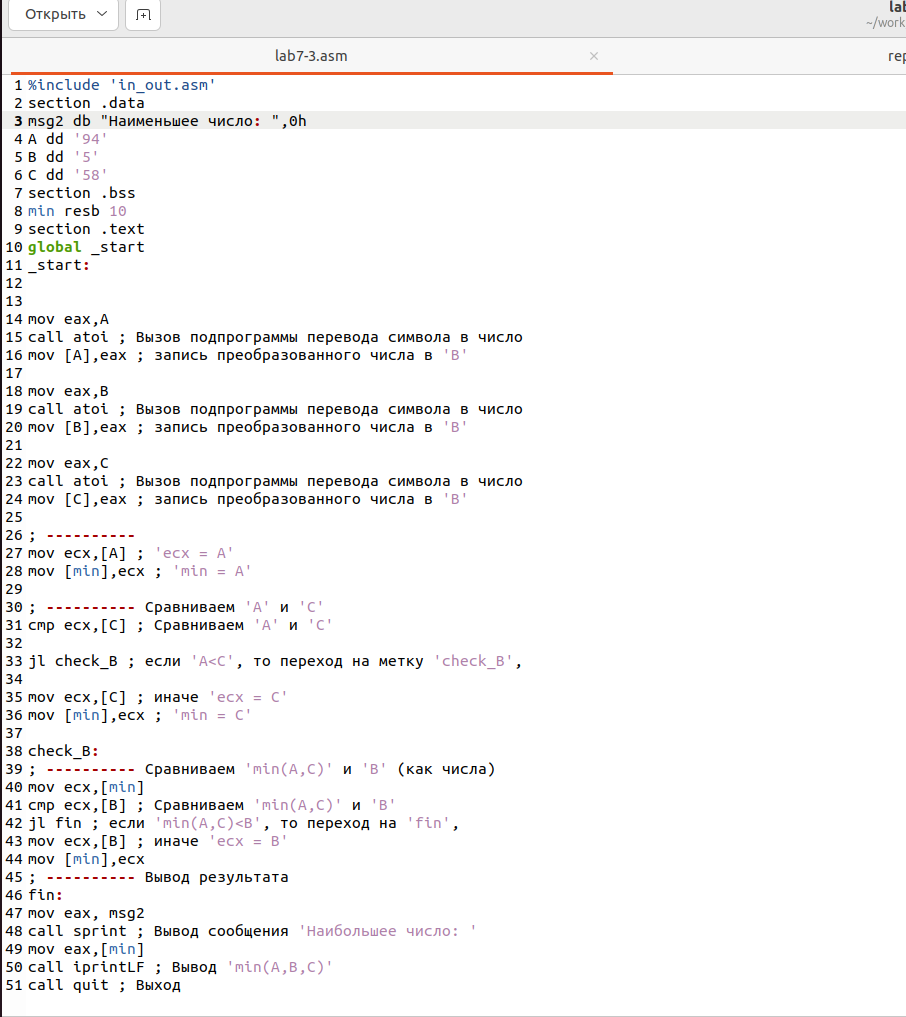 Открыть
lab
~/work
lab7-3.asm
rep
1 %include 'in_out.asm'
2 section .data
3 msg2 db "Наименьшее число: ",0h
4 A dd '94'
5 B dd '5'
6 C dd '58'
7 section .bss
8 min resb 10
9 section .text
10 global _start
11 _start:
12
13
14 mov eax,A
15 call atoi ; Вызов подпрограммы перевода символа в число
16 mov [A],eax ; запись преобразованного числа в 'B'
17
18 mov eax,B
19 call atoi ; Вызов подпрограммы перевода символа в число
20 mov [B],eax ; запись преобразованного числа в 'B'
21
22 mov eax,C
23 call atoi ; Вызов подпрограммы перевода символа в число
24 mov [C],eax ; запись преобразованного числа в 'B'
25
26 ; ----------
27 mov ecx,[A] ; 'ecx = A'
28 mov [min],ecx ; 'min = A'
29
30 ; ---------- Сравниваем 'A' и 'C'
31 cmp ecx,[C] ; Сравниваем 'A' и 'C'
32
33 jl check_B ; если 'A<C', то переход на метку 'check_B',
34
35 mov ecx,[C] ; иначе 'ecx = C'
36 mov [min],ecx ; 'min = C'
37
38 check_B:
39 ; ---------- Сравниваем 'min(A,C)' и 'B' (как числа)
40 mov ecx,[min]
41 cmp ecx,[B] ; Сравниваем 'min(A,C)' и 'B'
42 jl fin ; если 'min(A,C)<B', то переход на 'fin',
43 mov ecx,[B] ; иначе 'ecx = B'
44 mov [min],ecx
45 ; ---------- Вывод результата
46 fin:
47 mov eax, msg2
48 call sprint ; Вывод сообщения 'Наибольшее число: '
49 mov eax,[min]
50 call iprintLF ; Вывод 'min(A,B,C)'
51 call quit ; Выход